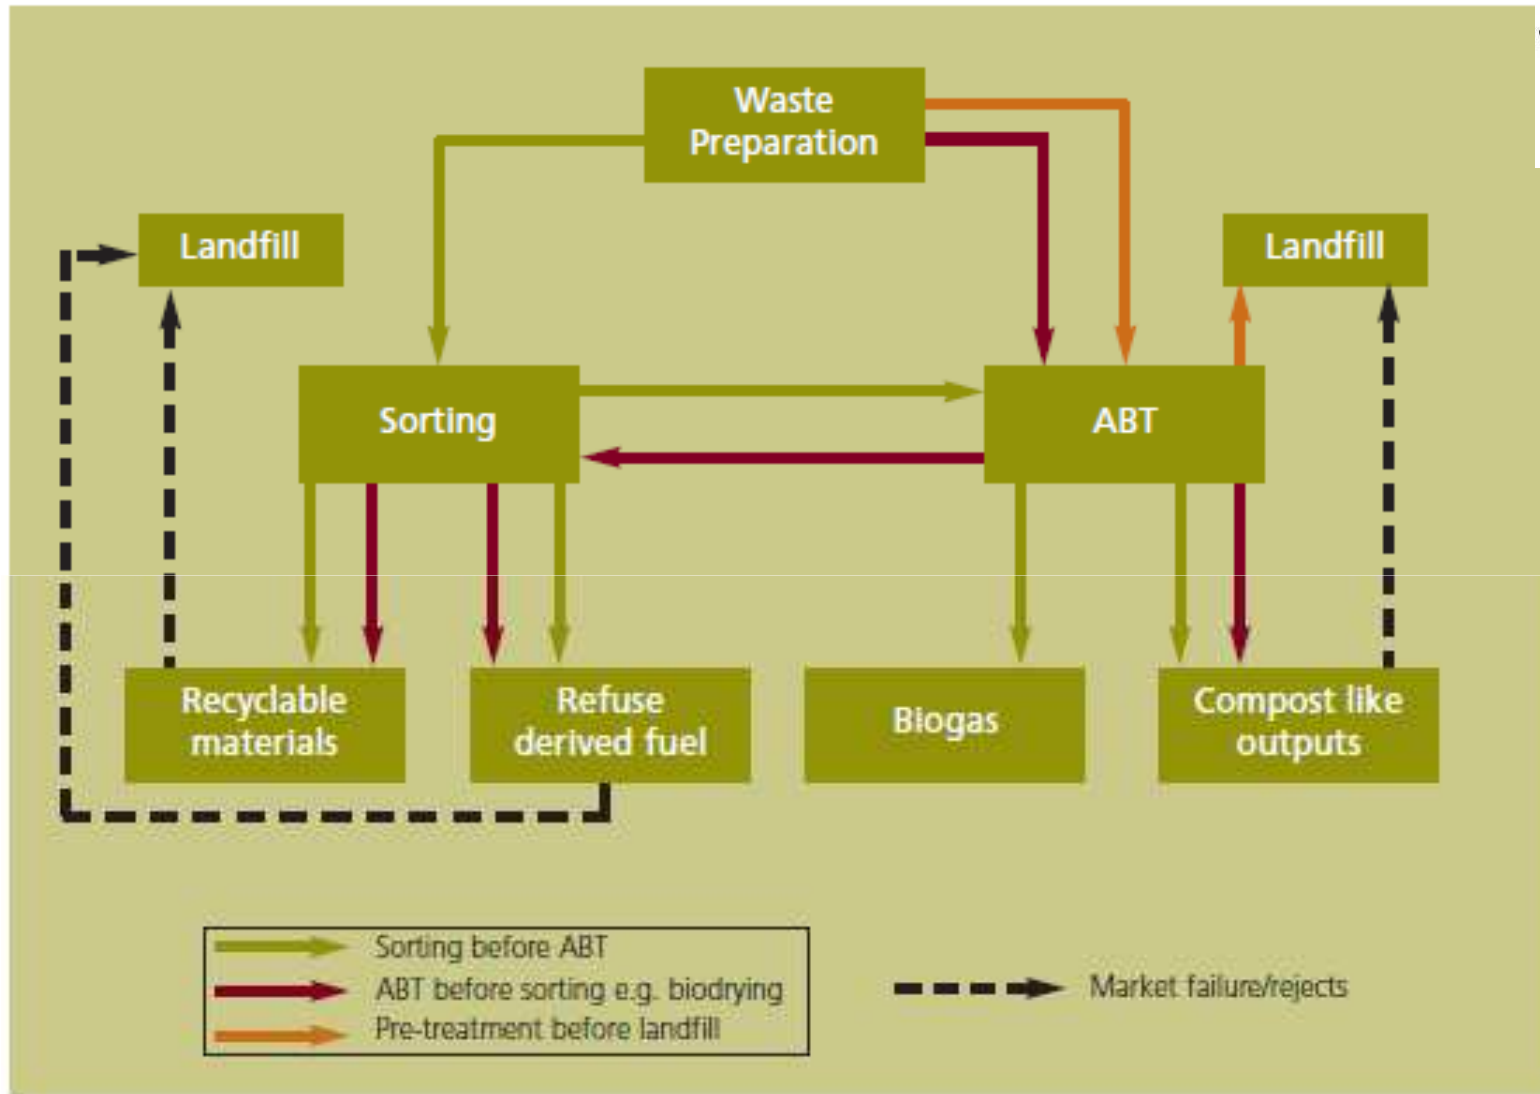 Waste
Preparation
Landfill
Landfill
Sorting
ABT
Recyclable
materials
Refuse
derived fuel
Biogas
Compost like
outputs
Sorting before ABT
ABT before sorting e.g. biodrying
Pre-treatment before landfill
Market failure/rejects